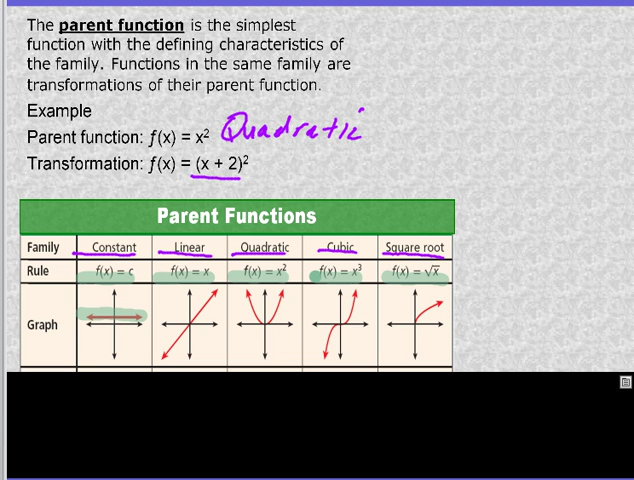 The parent function is the simplest
function with the defining characteristics of
the family. Functions in the same family are
transformations of their parent function.
Example
Parent function: f(x) = x² Quadratic
Transformation: f(x) = (x + 2)²
Parent Functions
Family Constant Linear Quadratic Cubic Square root
Rule f(x) = c f(x) = x f(x) = x² f(x) = x³ f(x) = √x
Graph